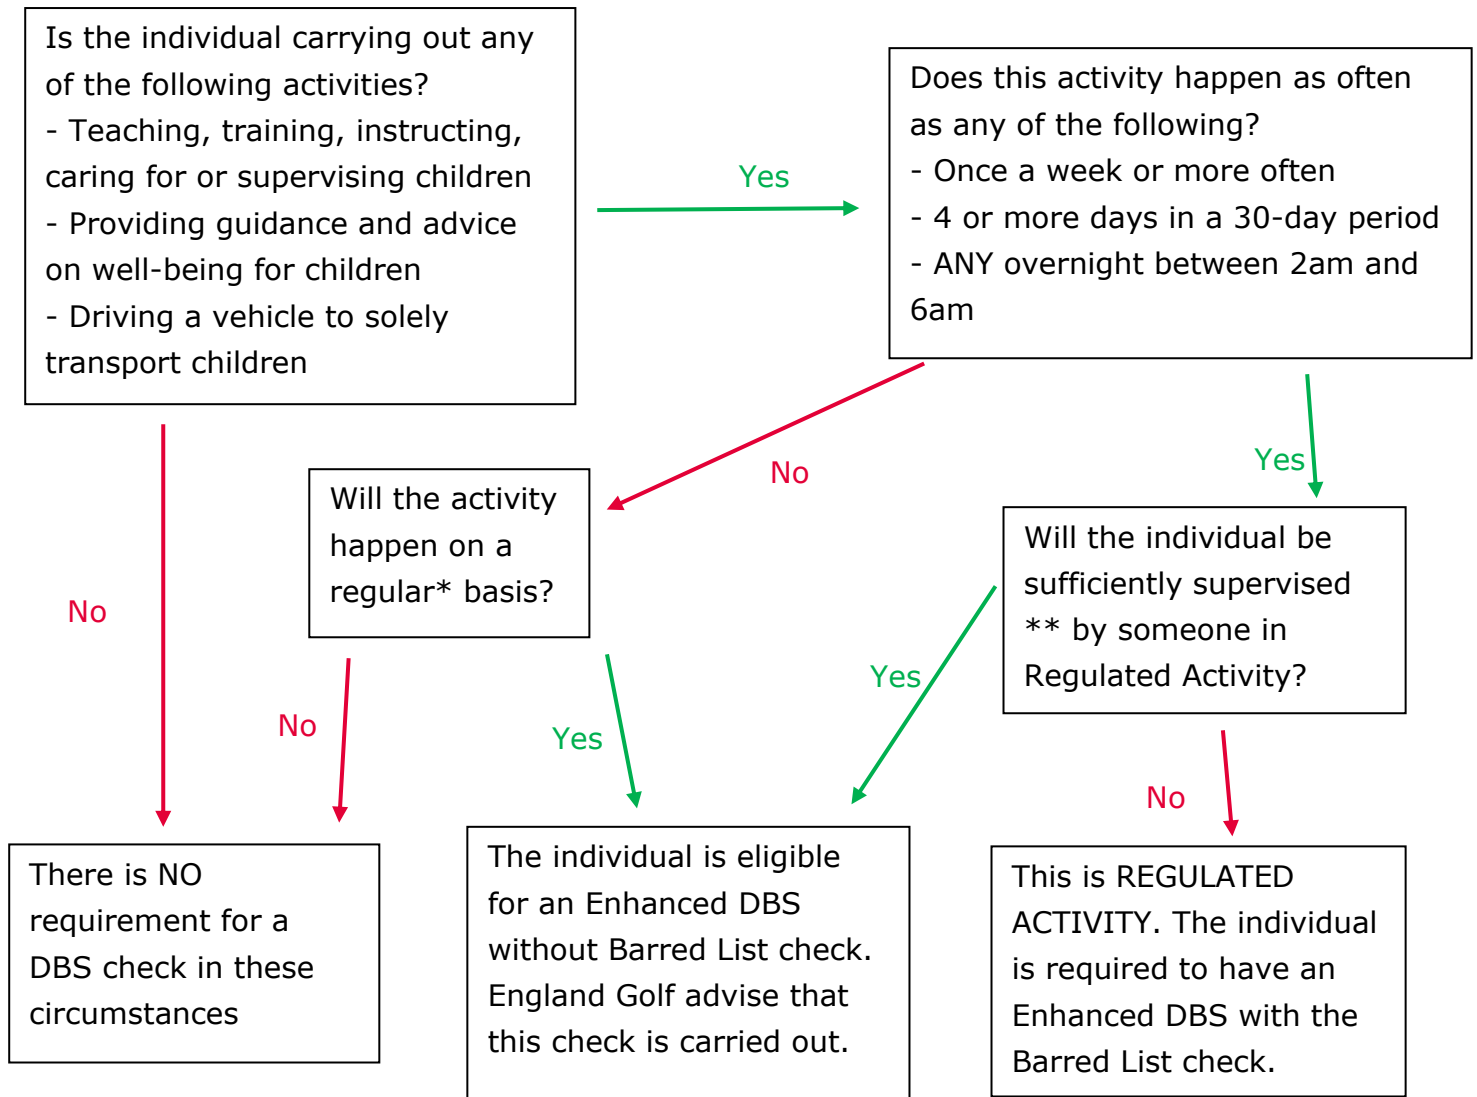 Is the individual carrying out any
of the following activities?
- Teaching, training, instructing,
caring for or supervising children
- Providing guidance and advice
on well-being for children
- Driving a vehicle to solely
transport children
Yes
Does this activity happen as often
as any of the following?
- Once a week or more often
- 4 or more days in a 30-day period
- ANY overnight between 2am and
6am
No
Yes
Will the activity
happen on a
regular* basis?
Will the individual be
sufficiently supervised
** by someone in
Regulated Activity?
No
No
Yes
Yes
No
There is NO
requirement for a
DBS check in these
circumstances
The individual is eligible
for an Enhanced DBS
without Barred List check.
England Golf advise that
this check is carried out.
This is REGULATED
ACTIVITY. The individual
is required to have an
Enhanced DBS with the
Barred List check.